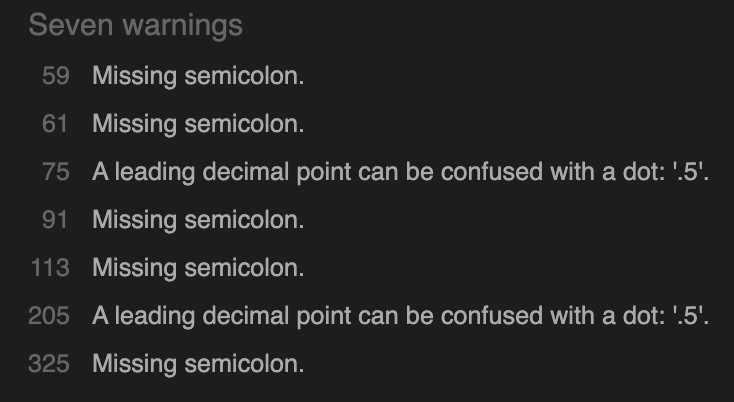 Seven warnings
59 Missing semicolon.
61 Missing semicolon.
75 A leading decimal point can be confused with a dot: '.5'.
91 Missing semicolon.
113 Missing semicolon.
205 A leading decimal point can be confused with a dot: '.5'.
325 Missing semicolon.